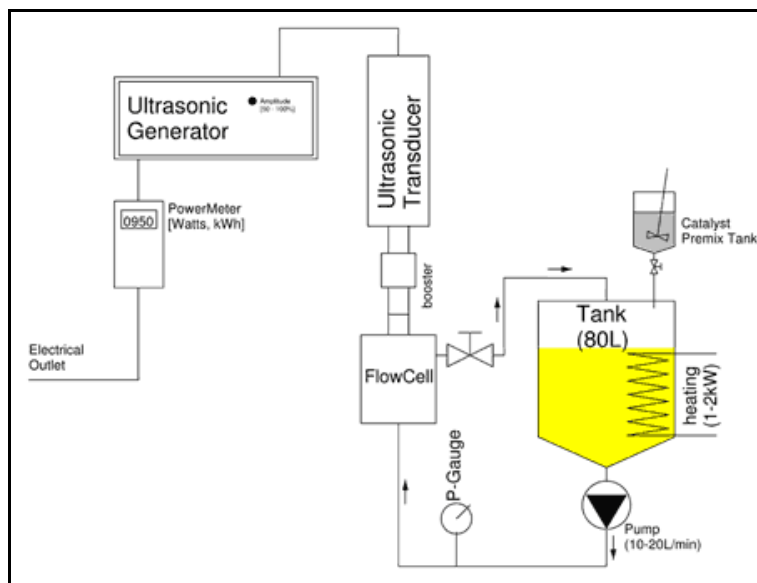 Ultrasonic
Generator
Amplitude
(50 - 100%)
PowerMeter
[Watts, kWh]
0950
Electrical
Outlet
Ultrasonic
Transducer
booster
FlowCell
P-Gauge
Catalyst
Premix Tank
Tank
(80L)
heating
(1-2kW)
Pump
(10-20L/min)